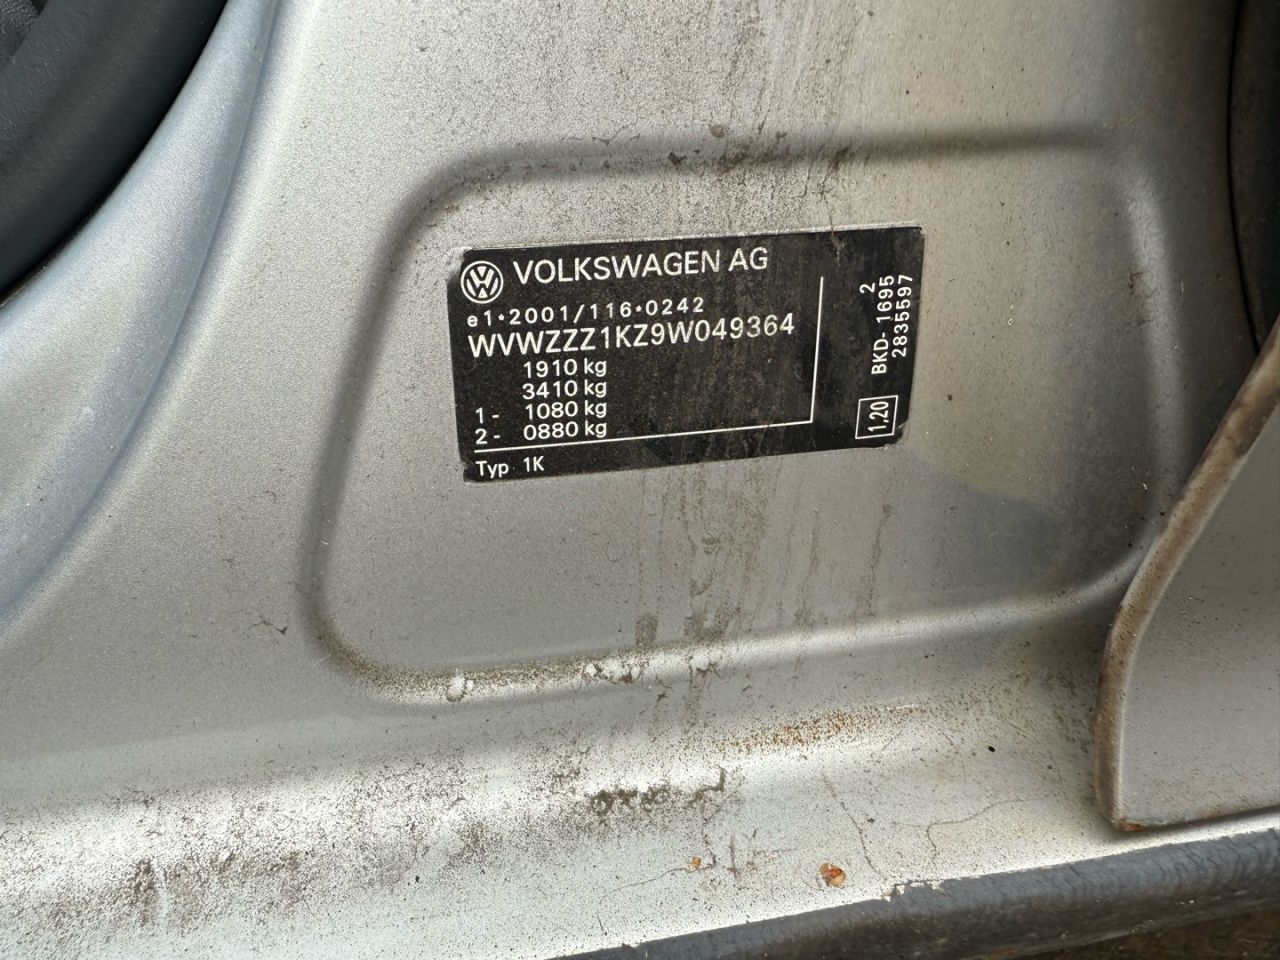 VOLKSWAGEN AG
e1*2001/116*0242
WVWZZZ1KZ9W049364
1910 kg
3410 kg
1- 1080 kg
2- 0880 kg
Typ 1K
2
BKD-1695
2835597
1,20